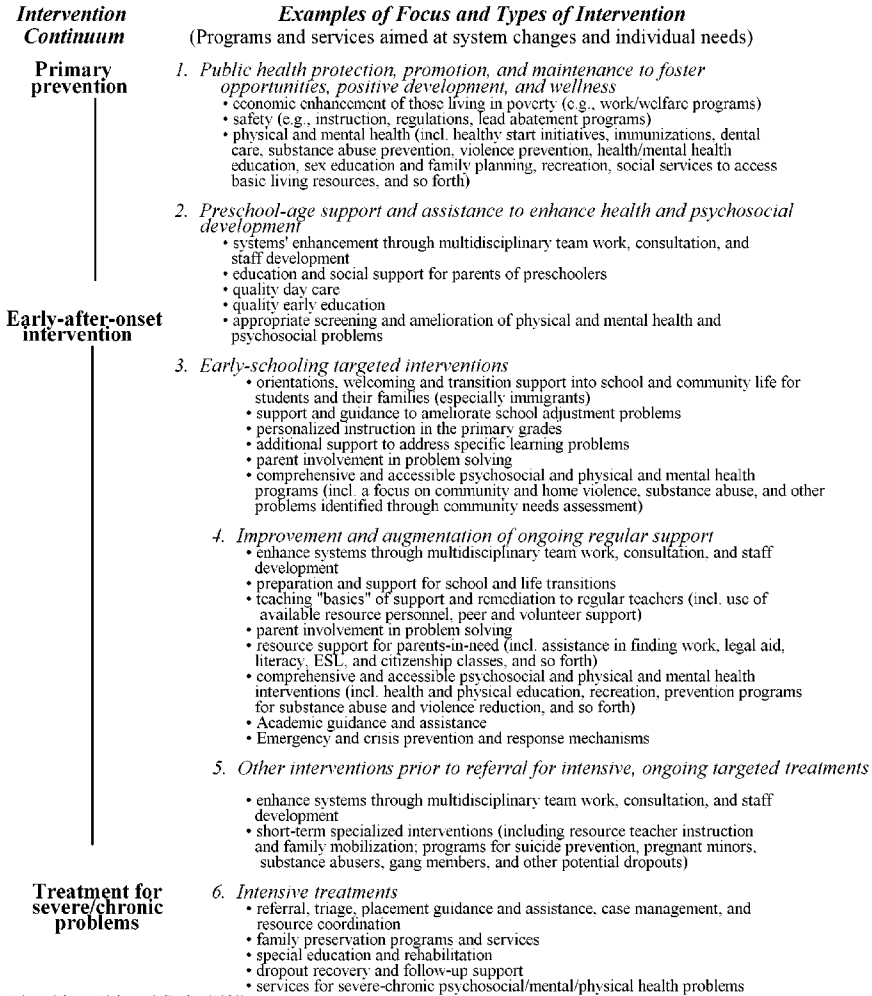 Intervention Continuum
Examples of Focus and Types of Intervention
(Programs and services aimed at system changes and individual needs)
Primary prevention
1. Public health protection, promotion, and maintenance to foster
opportunities, positive development, and wellness
• economic enhancement of those living in poverty (e.g., work/welfare programs)
• safety (e.g., instruction, regulations, lead abatement programs)
• physical and mental health (incl. healthy start initiatives, immunizations, dental
care, substance abuse prevention, violence prevention, health/mental health
education, sex education and family planning, recreation, social services to access
basic living resources, and so forth)
2. Preschool-age support and assistance to enhance health and psychosocial
development
• systems' enhancement through multidisciplinary team work, consultation, and
staff development
• education and social support for parents of preschoolers
• quality day care
• quality early education
Early-after-onset intervention
• appropriate screening and amelioration of physical and mental health and
psychosocial problems
3. Early-schooling targeted interventions
• orientations, welcoming and transition support into school and community life for
students and their families (especially immigrants)
• support and guidance to ameliorate school adjustment problems
• personalized instruction in the primary grades
• additional support to address specific learning problems
• parent involvement in problem solving
• comprehensive and accessible psychosocial and physical and mental health
programs (incl. a focus on community and home violence, substance abuse, and other
problems identified through community needs assessment)
4. Improvement and augmentation of ongoing regular support
• enhance systems through multidisciplinary team work, consultation, and staff
development
• preparation and support for school and life transitions
• teaching "basics" of support and remediation to regular teachers (incl. use of
available resource personnel, peer and volunteer support)
• parent involvement in problem solving
• resource support for parents-in-need (incl. assistance in finding work, legal aid,
literacy, ESL, and citizenship classes, and so forth)
• comprehensive and accessible psychosocial and physical and mental health
interventions (incl. health and physical education, recreation, prevention programs
for substance abuse and violence reduction, and so forth)
• Academic guidance and assistance
• Emergency and crisis prevention and response mechanisms
5. Other interventions prior to referral for intensive, ongoing targeted treatments
• enhance systems through multidisciplinary team work, consultation, and staff
development
• short-term specialized interventions (including resource teacher instruction
and family mobilization; programs for suicide prevention, pregnant minors,
substance abusers, gang members, and other potential dropouts)
Treatment for severe/chronic problems
6. Intensive treatments
• referral, triage, placement guidance and assistance, case management, and
resource coordination
• family preservation programs and services
• special education and rehabilitation
• dropout recovery and follow-up support
• services for severe-chronic psychosocial/mental/physical health problems